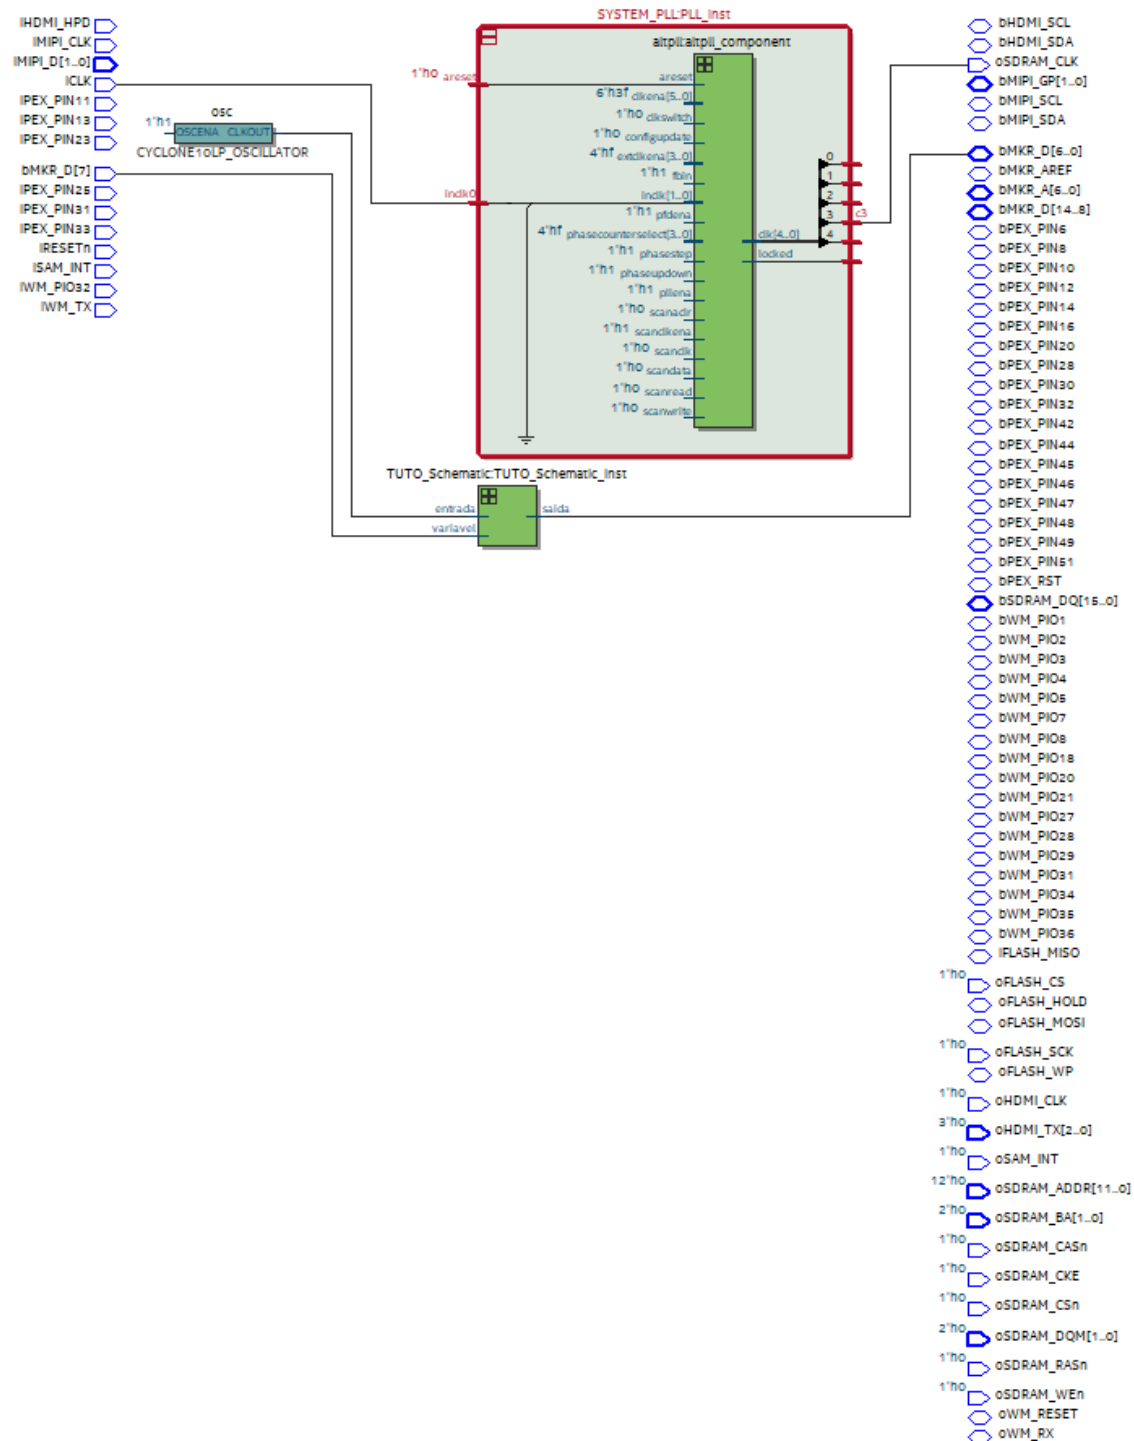 iHDMI_HPD
iMIPI_CLK
iMIPI_D[1..0]
iCLK
iPEX_PIN11
iPEX_PIN13
iPEX_PIN23
bMKR_D[7]
iPEX_PIN25
iPEX_PIN31
iPEX_PIN33
iRESETn
iSAM_INT
iWM_PIO32
iWM_TX
osc
1'h1
OSCENA CLKOUT
CYCLONE10LP_OSCILLATOR
SYSTEM_PLL:PLL_inst
altpll:altpll_component
1'h0 areset
areset
6'h3f clkena[5..0]
1'h0 clkswitch
1'h0 configupdate
4'hf extclkena[3..0]
1'h1 fbin
inclk0
inclk[1..0]
1'h1 pfdena
4'hf phasecounterselect[3..0]
1'h1 phasestep
1'h1 phaseupdown
1'h1 pllena
1'h0 scanaclr
1'h1 scanclkena
1'h0 scanclk
1'h0 scandata
1'h0 scanread
1'h0 scanwrite
clk[4..0]
locked
0
1
2
3
4
c3
TUTO_Schematic:TUTO_Schematic_inst
entrada
variavel
saida
bHDMI_SCL
bHDMI_SDA
oSDRAM_CLK
bMIPI_GP[1..0]
bMIPI_SCL
bMIPI_SDA
bMKR_D[6..0]
bMKR_AREF
bMKR_A[6..0]
bMKR_D[14..8]
bPEX_PIN6
bPEX_PIN8
bPEX_PIN10
bPEX_PIN12
bPEX_PIN14
bPEX_PIN16
bPEX_PIN20
bPEX_PIN28
bPEX_PIN30
bPEX_PIN32
bPEX_PIN42
bPEX_PIN44
bPEX_PIN45
bPEX_PIN46
bPEX_PIN47
bPEX_PIN48
bPEX_PIN49
bPEX_PIN51
bPEX_RST
bSDRAM_DQ[15..0]
bWM_PIO1
bWM_PIO2
bWM_PIO3
bWM_PIO4
bWM_PIO5
bWM_PIO7
bWM_PIO8
bWM_PIO18
bWM_PIO20
bWM_PIO21
bWM_PIO27
bWM_PIO28
bWM_PIO29
bWM_PIO31
bWM_PIO34
bWM_PIO35
bWM_PIO36
iFLASH_MISO
1'h0 oFLASH_CS
oFLASH_HOLD
oFLASH_MOSI
1'h0 oFLASH_SCK
oFLASH_WP
1'h0 oHDMI_CLK
3'h0 oHDMI_TX[2..0]
1'h0 oSAM_INT
12'h0 oSDRAM_ADDR[11..0]
2'h0 oSDRAM_BA[1..0]
1'h0 oSDRAM_CASn
1'h0 oSDRAM_CKE
1'h0 oSDRAM_CSn
2'h0 oSDRAM_DQM[1..0]
1'h0 oSDRAM_RASn
1'h0 oSDRAM_WEn
oWM_RESET
oWM_RX